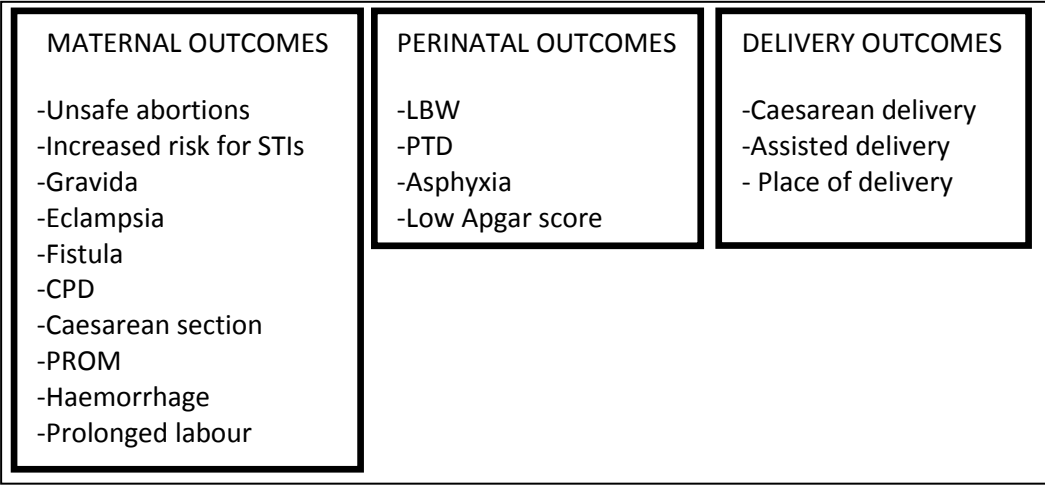 MATERNAL OUTCOMES
-Unsafe abortions
-Increased risk for STIs
-Gravida
-Eclampsia
-Fistula
-CPD
-Caesarean section
-PROM
-Haemorrhage
-Prolonged labour
PERINATAL OUTCOMES
-LBW
-PTD
-Asphyxia
-Low Apgar score
DELIVERY OUTCOMES
-Caesarean delivery
-Assisted delivery
- Place of delivery